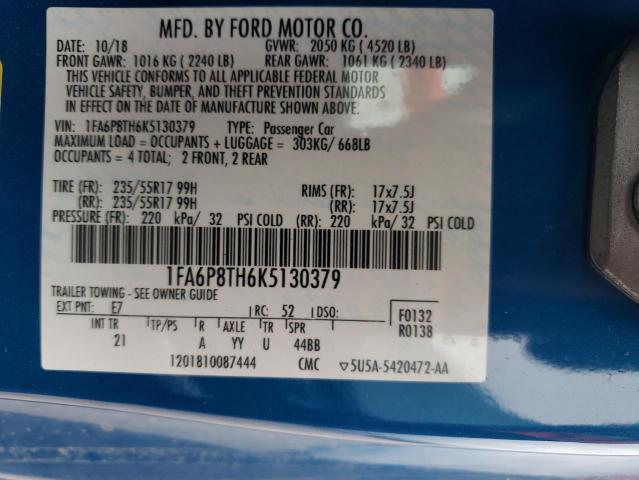 MFD. BY FORD MOTOR CO.
DATE: 10/18 GVWR: 2050 KG ( 4520 LB)
FRONT GAWR: 1016 KG ( 2240 LB) REAR GAWR: 1061 KG ( 2340 LB)
THIS VEHICLE CONFORMS TO ALL APPLICABLE FEDERAL MOTOR
VEHICLE SAFETY, BUMPER, AND THEFT PREVENTION STANDARDS
IN EFFECT ON THE DATE OF MANUFACTURE SHOWN ABOVE.
VIN: 1FA6P8TH6K5130379 TYPE: Passenger Car
MAXIMUM LOAD = OCCUPANTS + LUGGAGE = 303KG/ 668LB
OCCUPANTS = 4 TOTAL; 2 FRONT, 2 REAR
TIRE (FR): 235/55R17 99H RIMS (FR): 17x7.5J
(RR): 235/55R17 99H (RR): 17x7.5J
PRESSURE (FR): 220 kPa/ 32 PSI COLD (RR): 220 kPa/ 32 PSI COLD
1FA6P8TH6K5130379
TRAILER TOWING - SEE OWNER GUIDE
EXT PNT: E7 RC: 52 DSO: F0132
R0138
INT TR TP/PS R AXLE TR SPR
21 A YY U 44BB
1201810087444 CMC ▽5U5A-5420472-AA